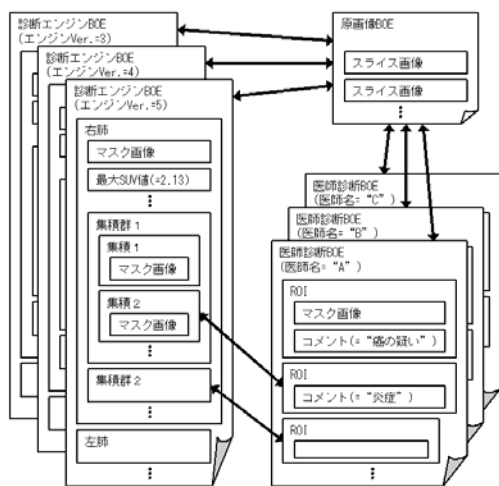 診断エンジンBOE
(エンジンVer.=3)
診断エンジンBOE
(エンジンVer.=4)
診断エンジンBOE
(エンジンVer.=5)
右肺
マスク画像
最大SUV値(=2.13)
⋮
集積群1
集積1
マスク画像
集積2
マスク画像
⋮
集積群2
⋮
左肺
⋮
原画像BOE
スライス画像
スライス画像
⋮
医師診断BOE
(医師名= “C”)
医師診断BOE
(医師名= “B”)
医師診断BOE
(医師名= “A”)
ROI
マスク画像
コメント(= “癌の疑い”)
ROI
コメント(= “炎症”)
ROI
⋮